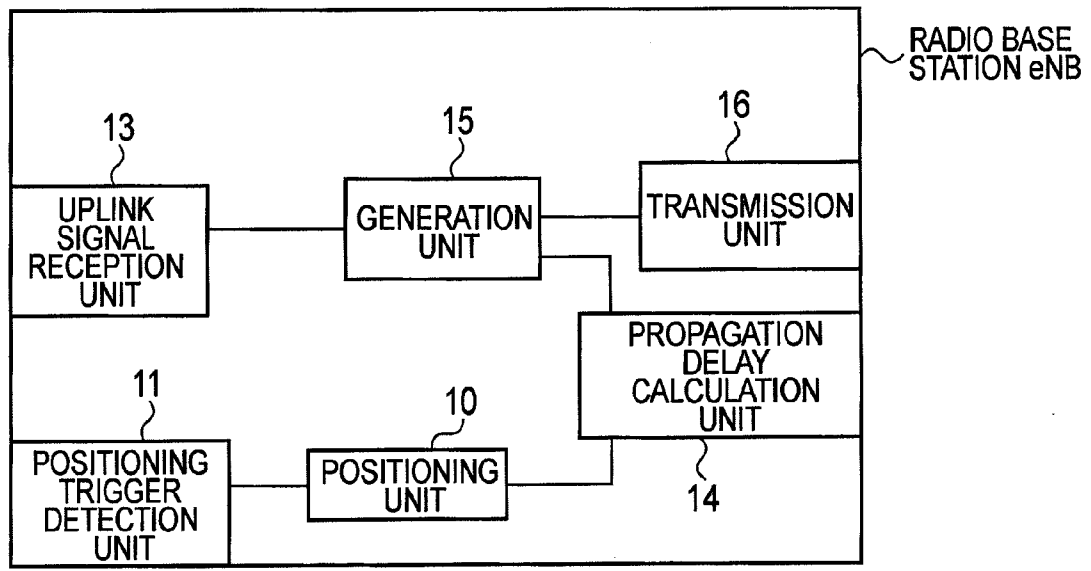 RADIO BASE
STATION eNB
13
15
16
UPLINK
SIGNAL
RECEPTION
UNIT
GENERATION
UNIT
TRANSMISSION
UNIT
PROPAGATION
DELAY
CALCULATION
UNIT
11
10
14
POSITIONING
TRIGGER
DETECTION
UNIT
POSITIONING
UNIT